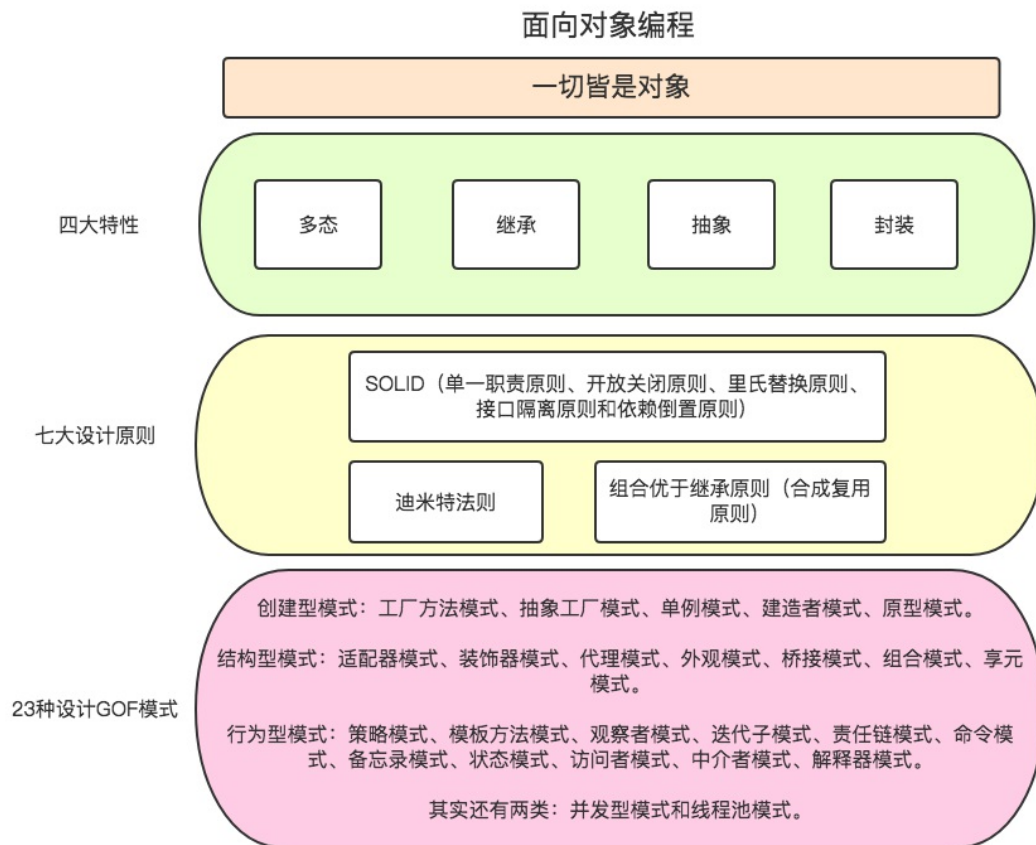 面向对象编程
一切皆是对象
四大特性
多态
继承
抽象
封装
七大设计原则
SOLID（单一职责原则、开放关闭原则、里氏替换原则、
接口隔离原则和依赖倒置原则）
迪米特法则
组合优于继承原则（合成复用
原则）
23种设计GOF模式
创建型模式：工厂方法模式、抽象工厂模式、单例模式、建造者模式、原型模式。
结构型模式：适配器模式、装饰器模式、代理模式、外观模式、桥接模式、组合模式、享元
模式。
行为型模式：策略模式、模板方法模式、观察者模式、迭代子模式、责任链模式、命令模
式、备忘录模式、状态模式、访问者模式、中介者模式、解释器模式。
其实还有两类：并发型模式和线程池模式。